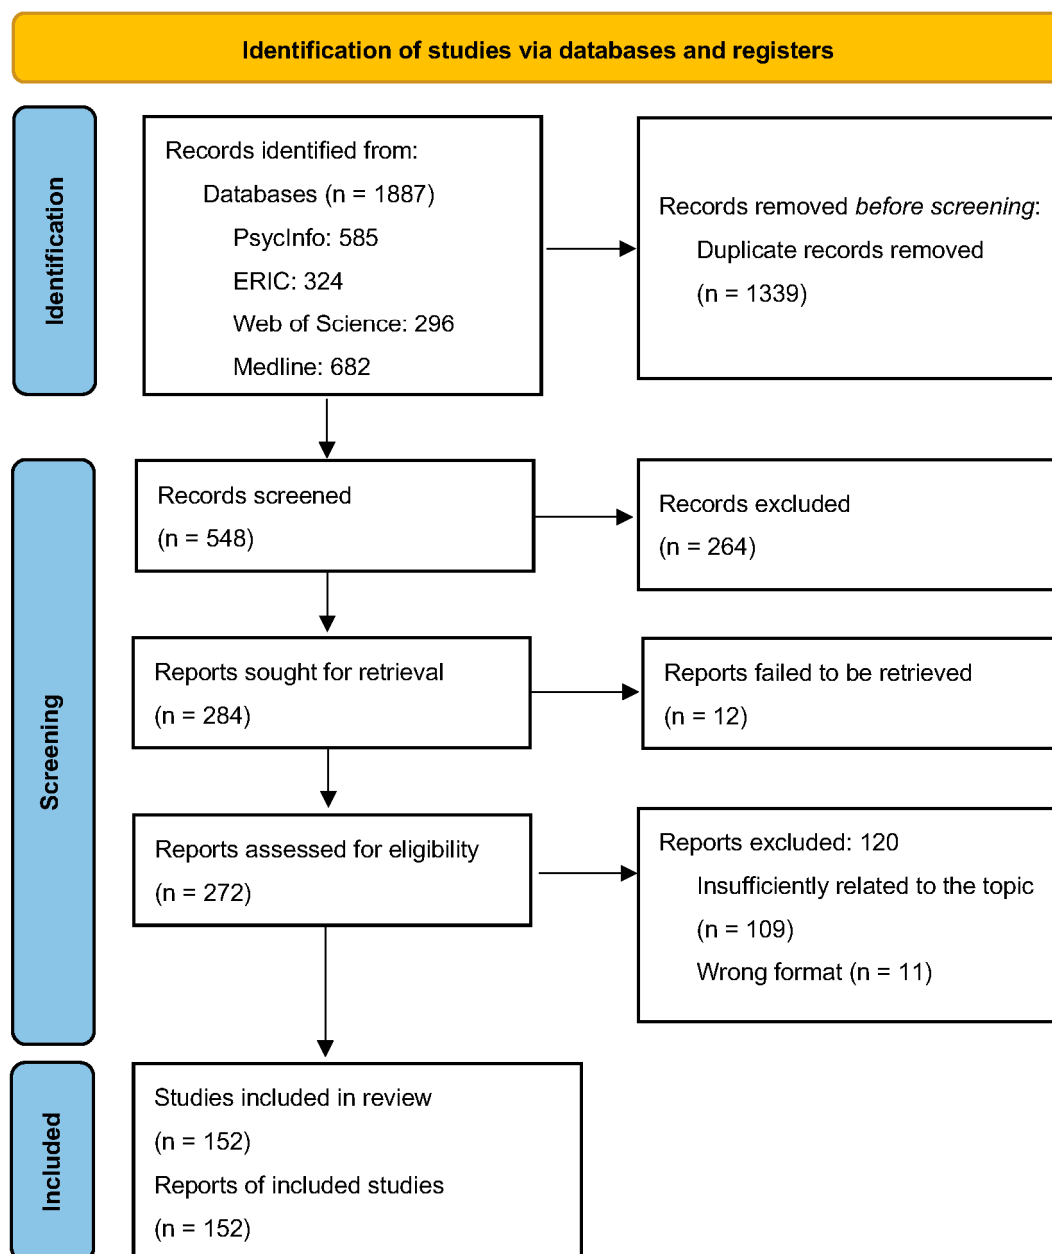 Identification of studies via databases and registers
Identification
Records identified from:
Databases (n = 1887)
PsycInfo: 585
ERIC: 324
Web of Science: 296
Medline: 682
Records removed before screening:
Duplicate records removed
(n = 1339)
Screening
Records screened
(n = 548)
Records excluded
(n = 264)
Reports sought for retrieval
(n = 284)
Reports failed to be retrieved
(n = 12)
Reports assessed for eligibility
(n = 272)
Reports excluded: 120
Insufficiently related to the topic
(n = 109)
Wrong format (n = 11)
Included
Studies included in review
(n = 152)
Reports of included studies
(n = 152)